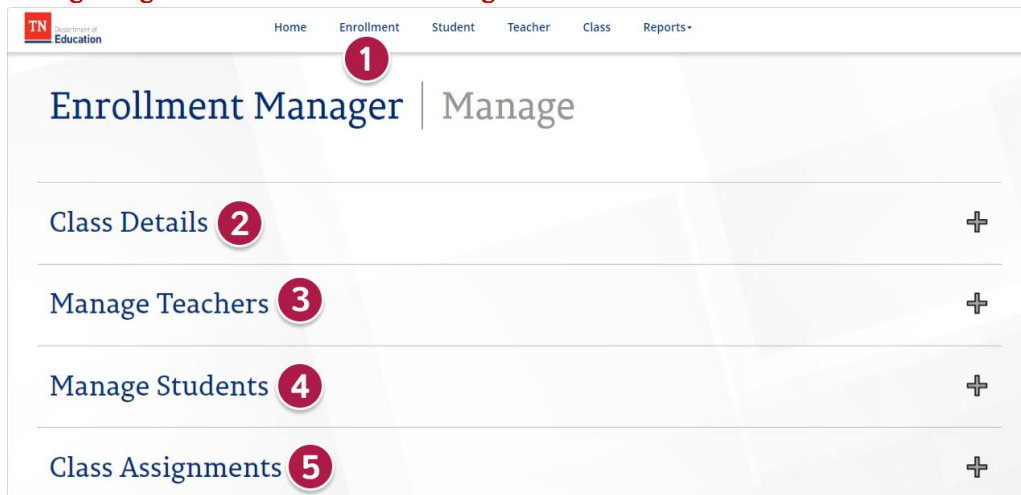 TN Department of Education
Home Enrollment Student Teacher Class Reports
1
Enrollment Manager | Manage
Class Details 2
Manage Teachers 3
Manage Students 4
Class Assignments 5